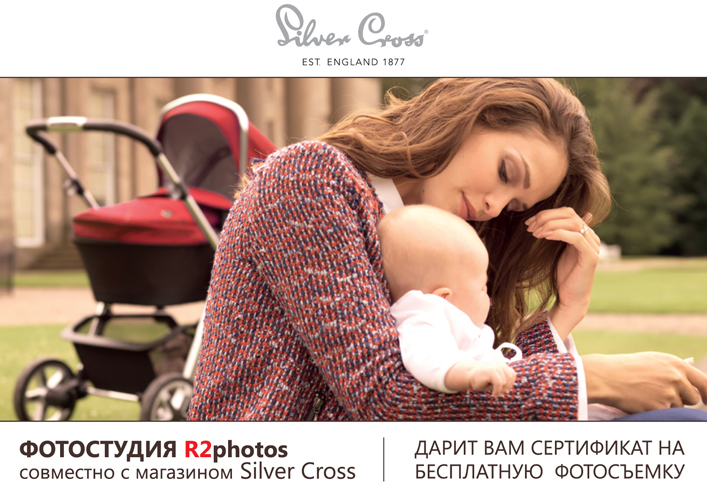 Silver Cross®
EST. ENGLAND 1877
ФОТОСТУДИЯ R2photos
совместно с магазином Silver Cross
ДАРИТ ВАМ СЕРТИФИКАТ НА
БЕСПЛАТНУЮ ФОТОСЪЕМКУ